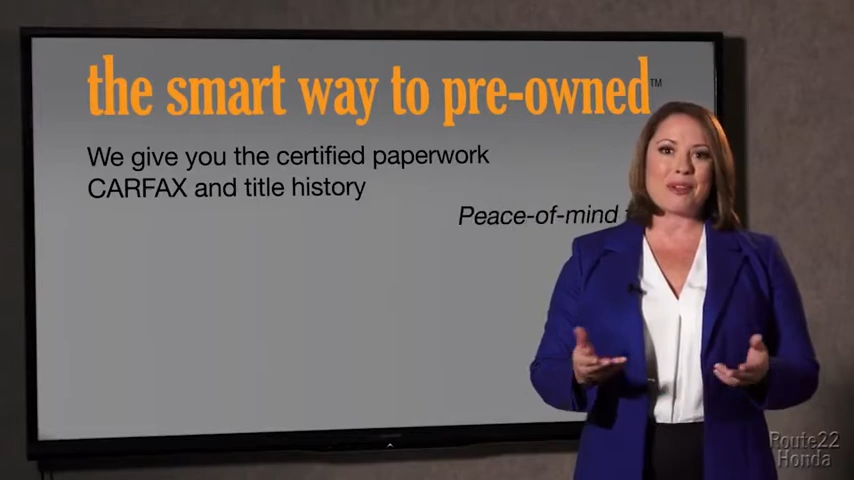 the smart way to pre-owned™
We give you the certified paperwork
CARFAX and title history
Peace-of-mind
Route22
Honda